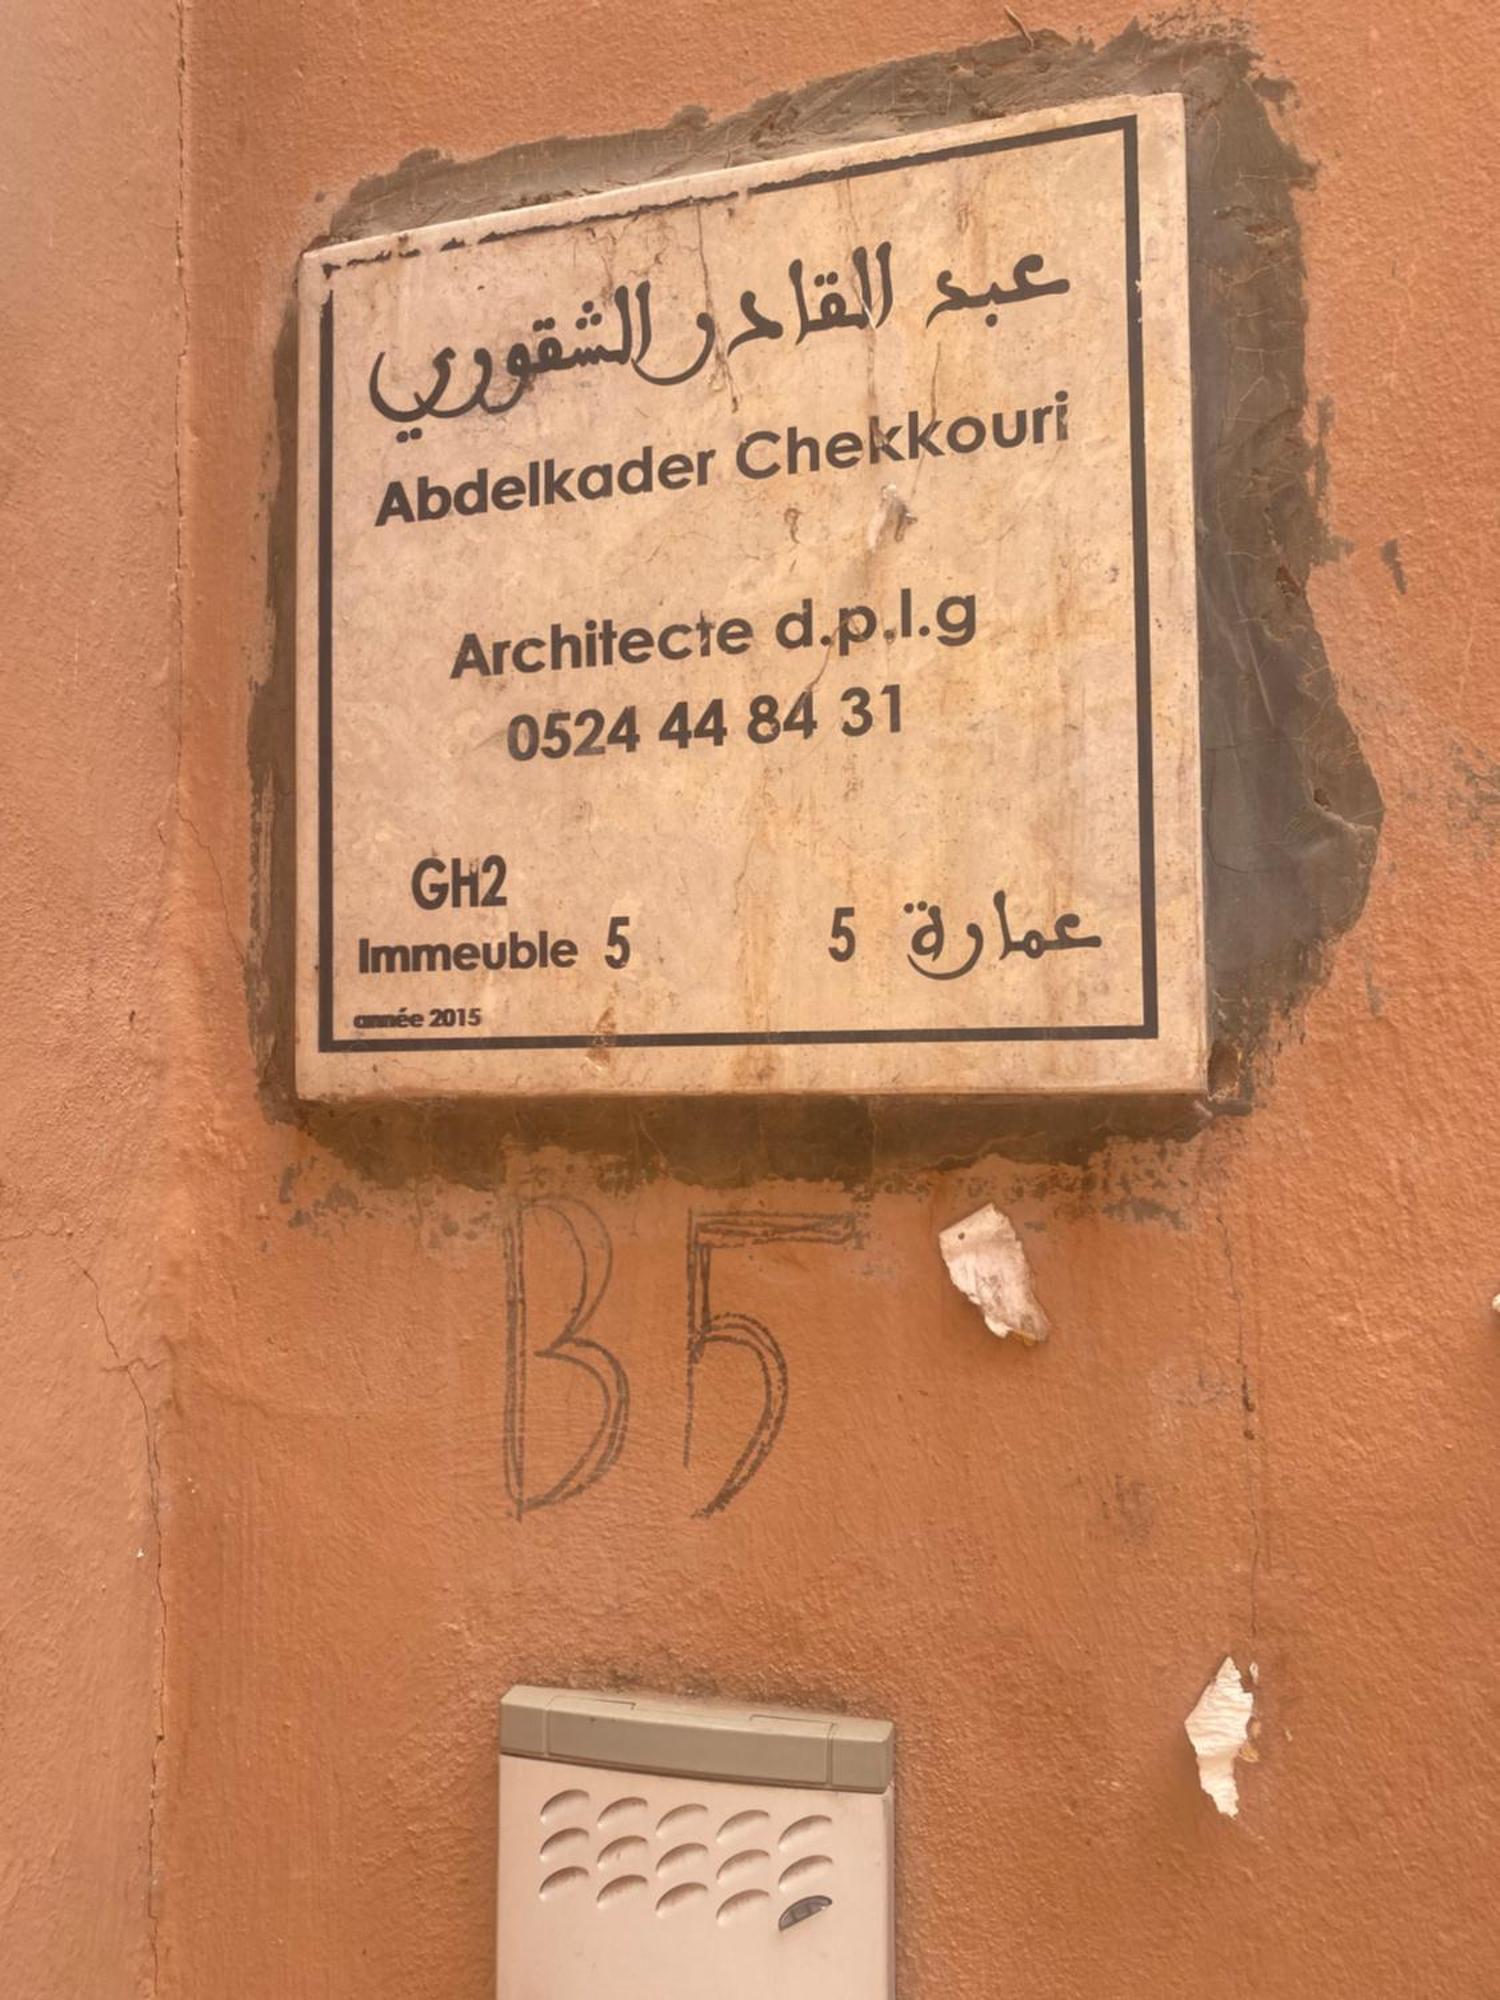 عبد القادر الشقوري
Abdelkader Chekkouri
Architecte d.p.l.g
0524 44 84 31
GH2
Immeuble 5
عمارة 5
année 2015
B5